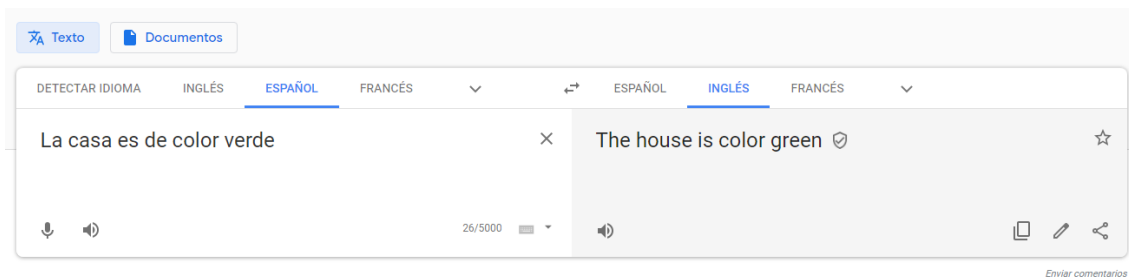 Texto Documentos
DETECTAR IDIOMA INGLÉS ESPAÑOL FRANCÉS ESPAÑOL INGLÉS FRANCÉS
La casa es de color verde The house is color green
26/5000
Enviar comentarios